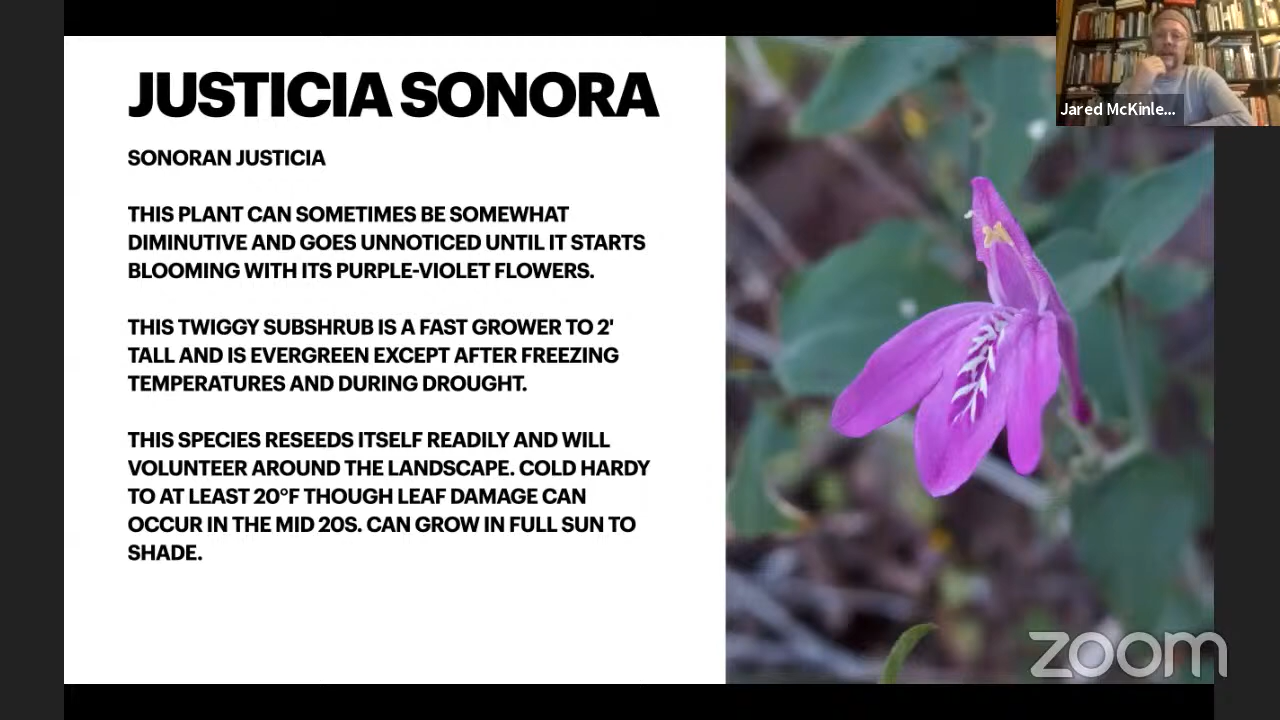 JUSTICIA SONORA
SONORAN JUSTICIA
THIS PLANT CAN SOMETIMES BE SOMEWHAT
DIMINUTIVE AND GOES UNNOTICED UNTIL IT STARTS
BLOOMING WITH ITS PURPLE-VIOLET FLOWERS.
THIS TWIGGY SUBSHRUB IS A FAST GROWER TO 2'
TALL AND IS EVERGREEN EXCEPT AFTER FREEZING
TEMPERATURES AND DURING DROUGHT.
THIS SPECIES RESEEDS ITSELF READILY AND WILL
VOLUNTEER AROUND THE LANDSCAPE. COLD HARDY
TO AT LEAST 20°F THOUGH LEAF DAMAGE CAN
OCCUR IN THE MID 20S. CAN GROW IN FULL SUN TO
SHADE.
Jared McKinle...
zoom